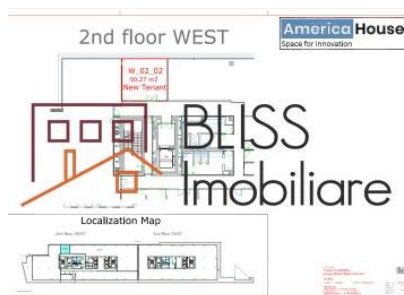 2nd floor WEST
America House
Space for Innovation
W_02_02
50.27 m2
New Tenant
BLISS
Imobiliare
Localization Map